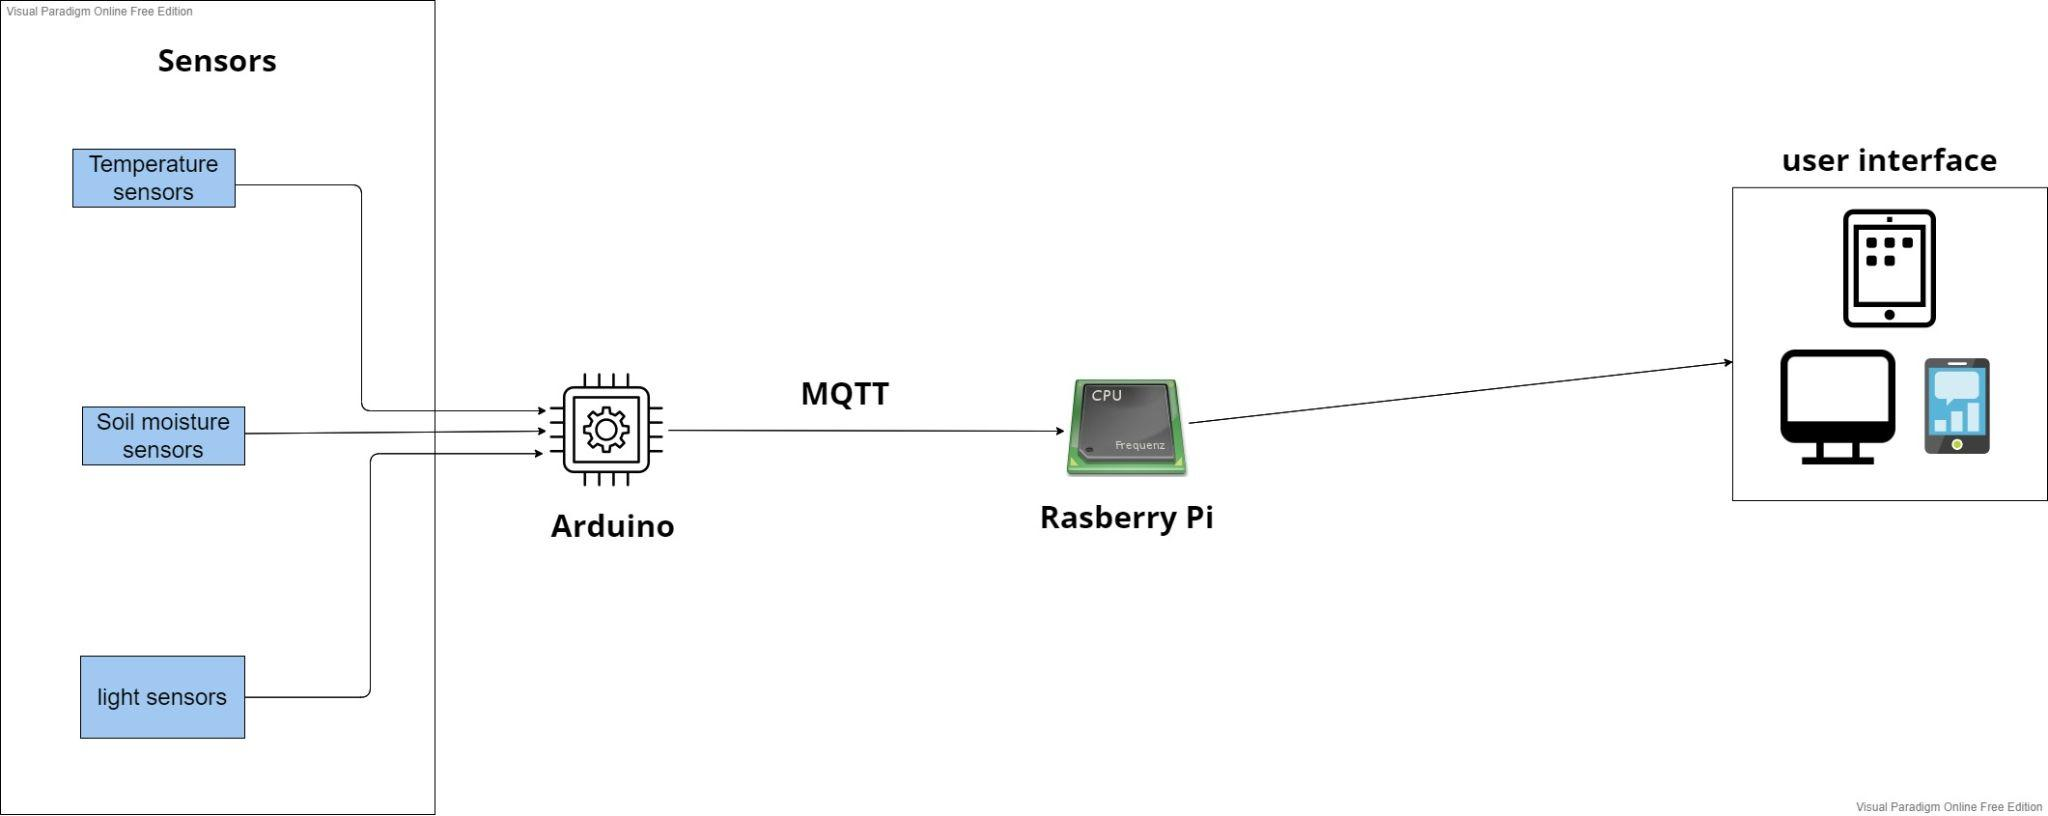 Visual Paradigm Online Free Edition
Sensors
Temperature
sensors
Soil moisture
sensors
light sensors
Arduino
MQTT
CPU
Frequenz
Rasberry Pi
user interface
Visual Paradigm Online Free Edition